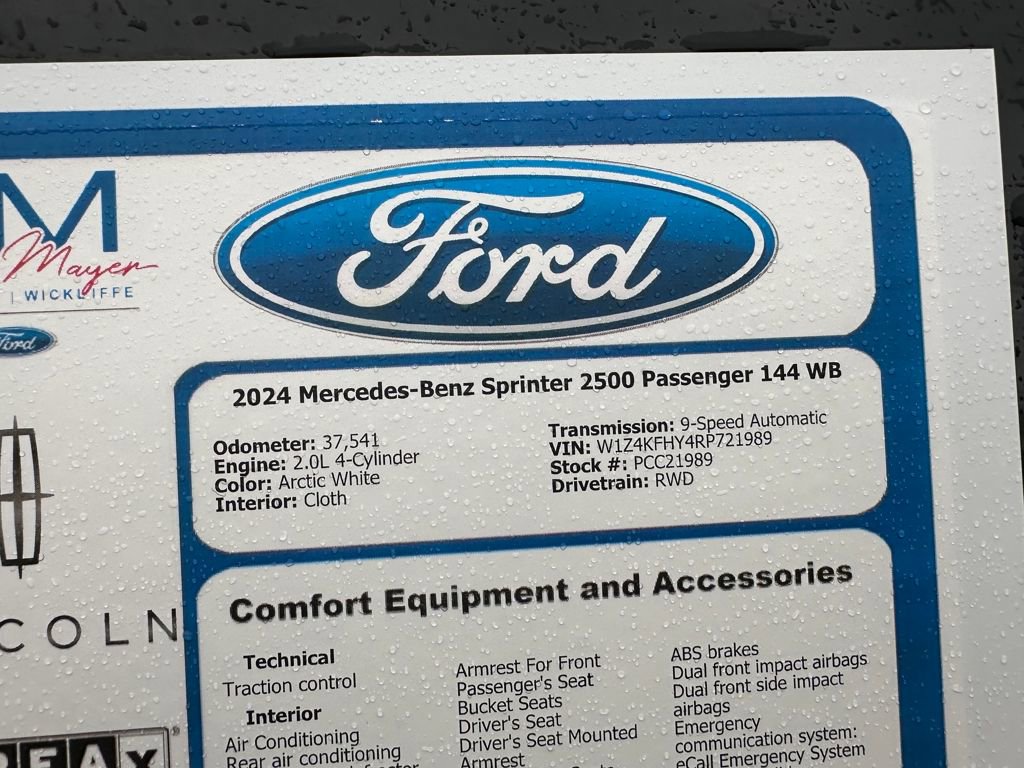 M
Mayer
| WICKLIFFE
Ford
Ford
2024 Mercedes-Benz Sprinter 2500 Passenger 144 WB
Odometer: 37,541
Engine: 2.0L 4-Cylinder
Color: Arctic White
Interior: Cloth
Transmission: 9-Speed Automatic
VIN: W1Z4KFHY4RP721989
Stock #: PCC21989
Drivetrain: RWD
COLN
Comfort Equipment and Accessories
Technical
Traction control
Interior
Air Conditioning
Rear air conditioning
Armrest For Front
Passenger's Seat
Bucket Seats
Driver's Seat
Driver's Seat Mounted
Armrest
ABS brakes
Dual front impact airbags
Dual front side impact
airbags
Emergency
communication system:
eCall Emergency System
FAX